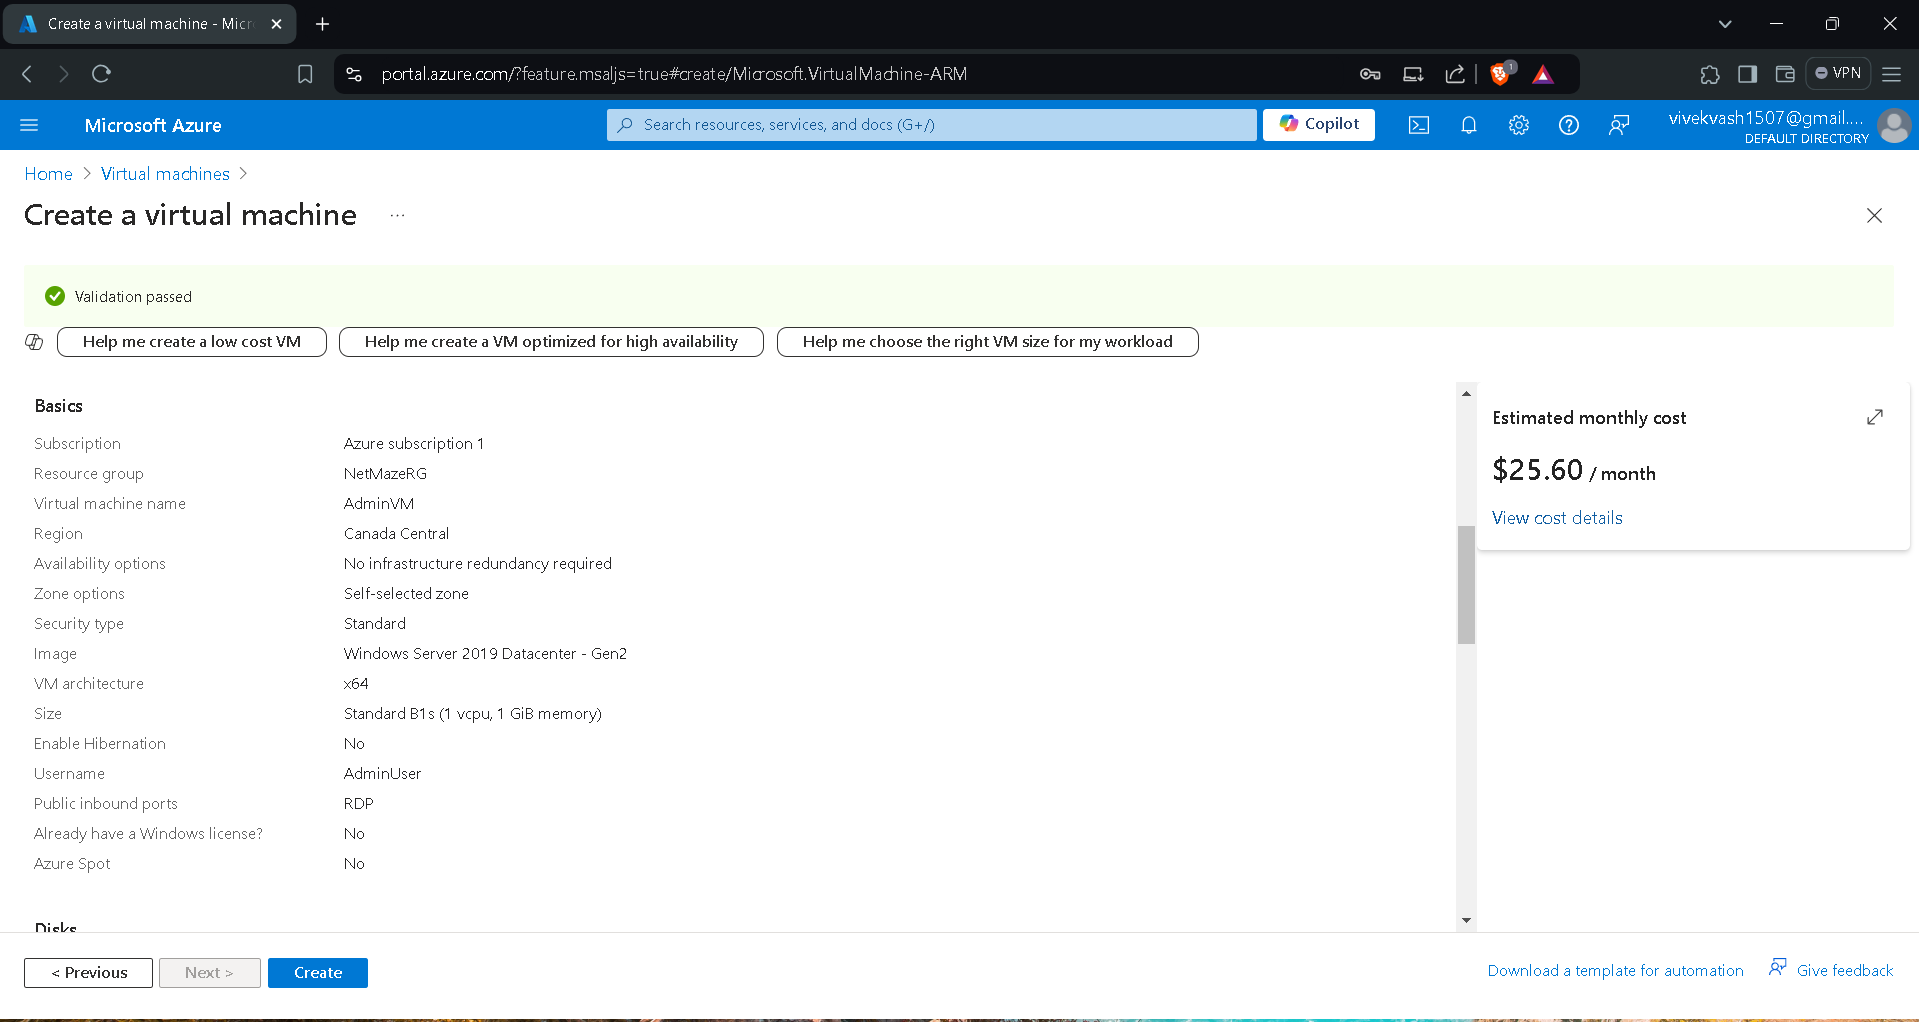 Create a virtual machine - Micr
portal.azure.com/?feature.msaljs=true#create/Microsoft.VirtualMachine-ARM
1
VPN
Microsoft Azure
Search resources, services, and docs (G+/)
Copilot
vivekvash1507@gmail....
DEFAULT DIRECTORY
Home > Virtual machines >
Create a virtual machine ...
Validation passed
Help me create a low cost VM
Help me create a VM optimized for high availability
Help me choose the right VM size for my workload
Basics
Subscription Azure subscription 1
Resource group NetMazeRG
Virtual machine name AdminVM
Region Canada Central
Availability options No infrastructure redundancy required
Zone options Self-selected zone
Security type Standard
Image Windows Server 2019 Datacenter - Gen2
VM architecture x64
Size Standard B1s (1 vcpu, 1 GiB memory)
Enable Hibernation No
Username AdminUser
Public inbound ports RDP
Already have a Windows license? No
Azure Spot No
Disks
Estimated monthly cost
$25.60 / month
View cost details
< Previous
Next >
Create
Download a template for automation
Give feedback